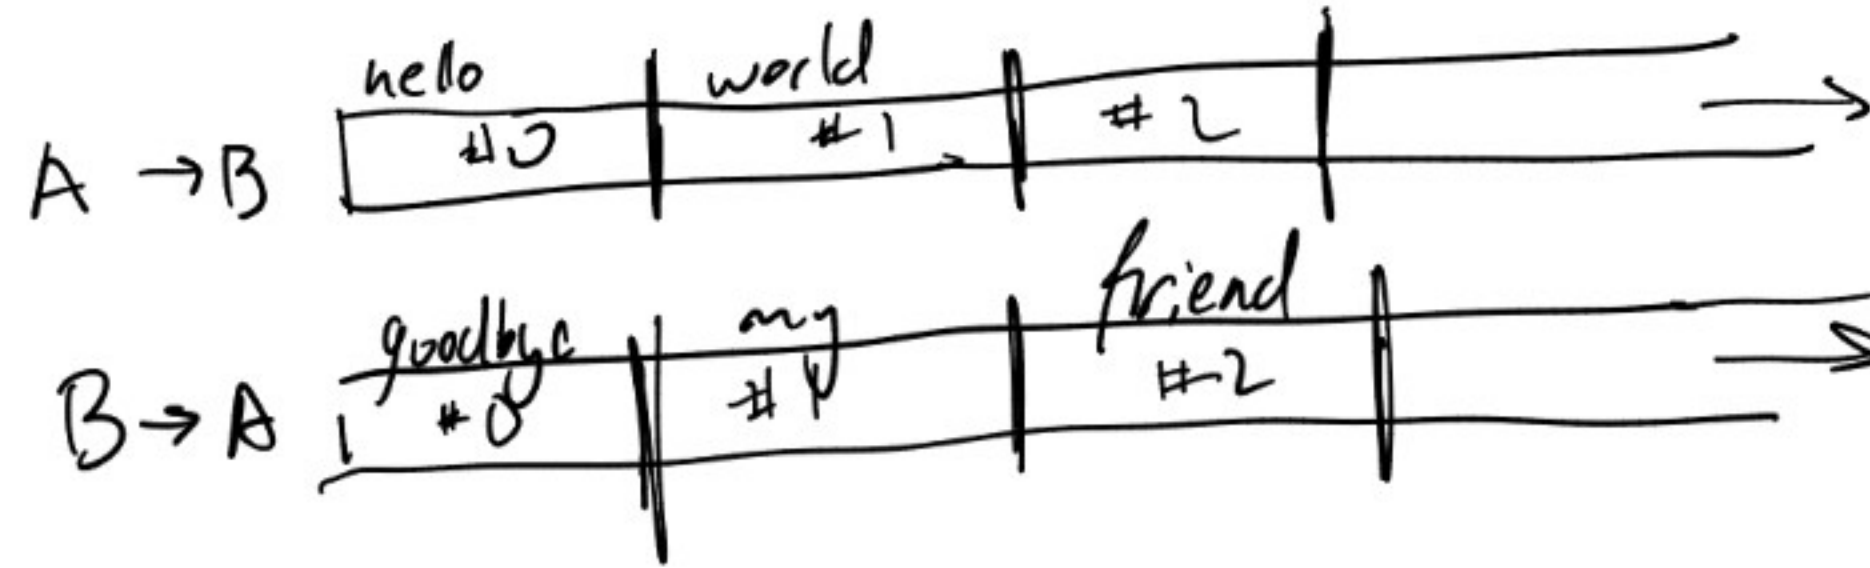 hello world
A → B #0 #1 #2
goodbye my friend
B → A #0 #1 #2